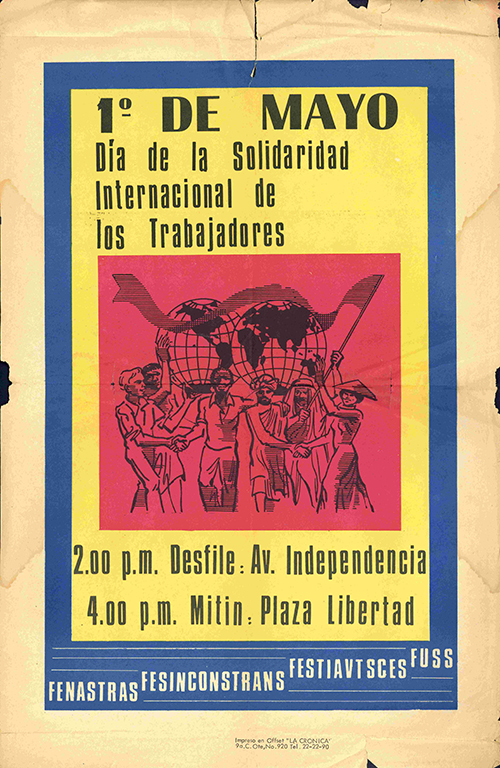 1º DE MAYO
Día de la Solidaridad
Internacional de
los Trabajadores
2.00 p.m. Desfile: Av. Independencia
4.00 p.m. Mitin: Plaza Libertad
FENASTRAS FESINCONSTRANS FESTIAVTSCES FUSS
Impreio en Offset "LA CRONICA"
9a.C.Ote,No.920 Tel. 22-22-90